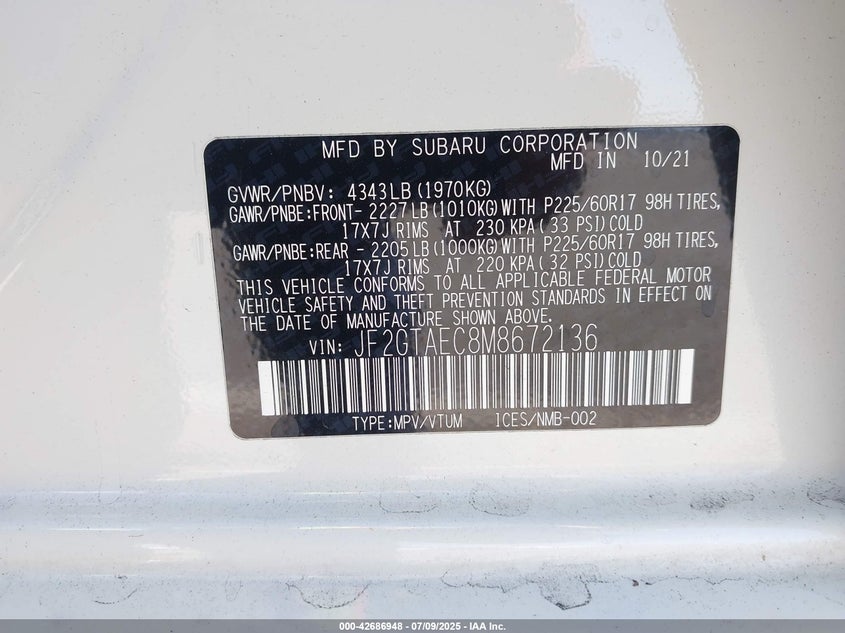 MFD BY SUBARU CORPORATION
MFD IN 10/21
GVWR/PNBV: 4343LB (1970KG)
GAWR/PNBE:FRONT- 2227LB (1010KG) WITH P225/60R17 98H TIRES,
17X7J RIMS AT 230 KPA (33 PSI) COLD
GAWR/PNBE:REAR - 2205LB (1000KG) WITH P225/60R17 98H TIRES,
17X7J RIMS AT 220 KPA (32 PSI) COLD
THIS VEHICLE CONFORMS TO ALL APPLICABLE FEDERAL MOTOR
VEHICLE SAFETY AND THEFT PREVENTION STANDARDS IN EFFECT ON
THE DATE OF MANUFACTURE SHOWN ABOVE.
VIN: JF2GTAEC8M8672136
TYPE:MPV/VTUM ICES/NMB-002
000-42686948 - 07/09/2025 - IAA Inc.